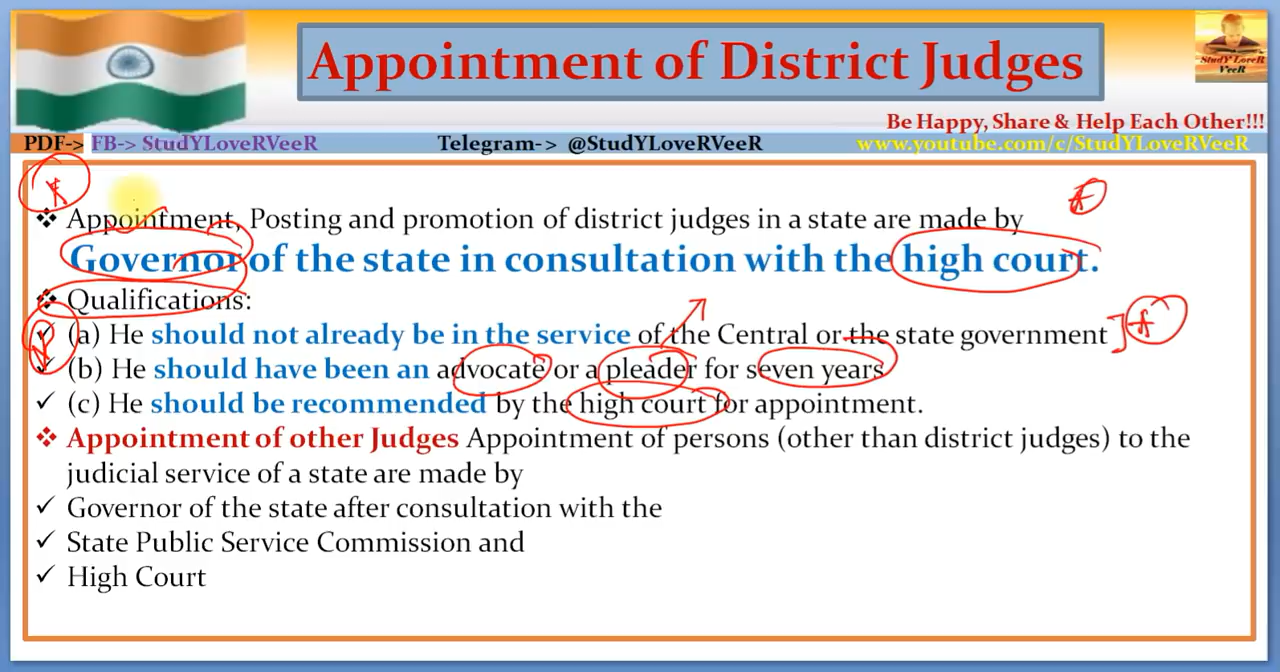 Appointment of District Judges
StudY LoveR
VeeR
Be Happy, Share & Help Each Other!!!
PDF-> FB-> StudYLoveRVeeR Telegram-> @StudYLoveRVeeR www.youtube.com/c/StudYLoveRVeeR
❖ Appointment, Posting and promotion of district judges in a state are made by
Governor of the state in consultation with the high court.
❖ Qualifications:
✓ (a) He should not already be in the service of the Central or the state government
✓ (b) He should have been an advocate or a pleader for seven years
✓ (c) He should be recommended by the high court for appointment.
❖ Appointment of other Judges Appointment of persons (other than district judges) to the
judicial service of a state are made by
✓ Governor of the state after consultation with the
✓ State Public Service Commission and
✓ High Court